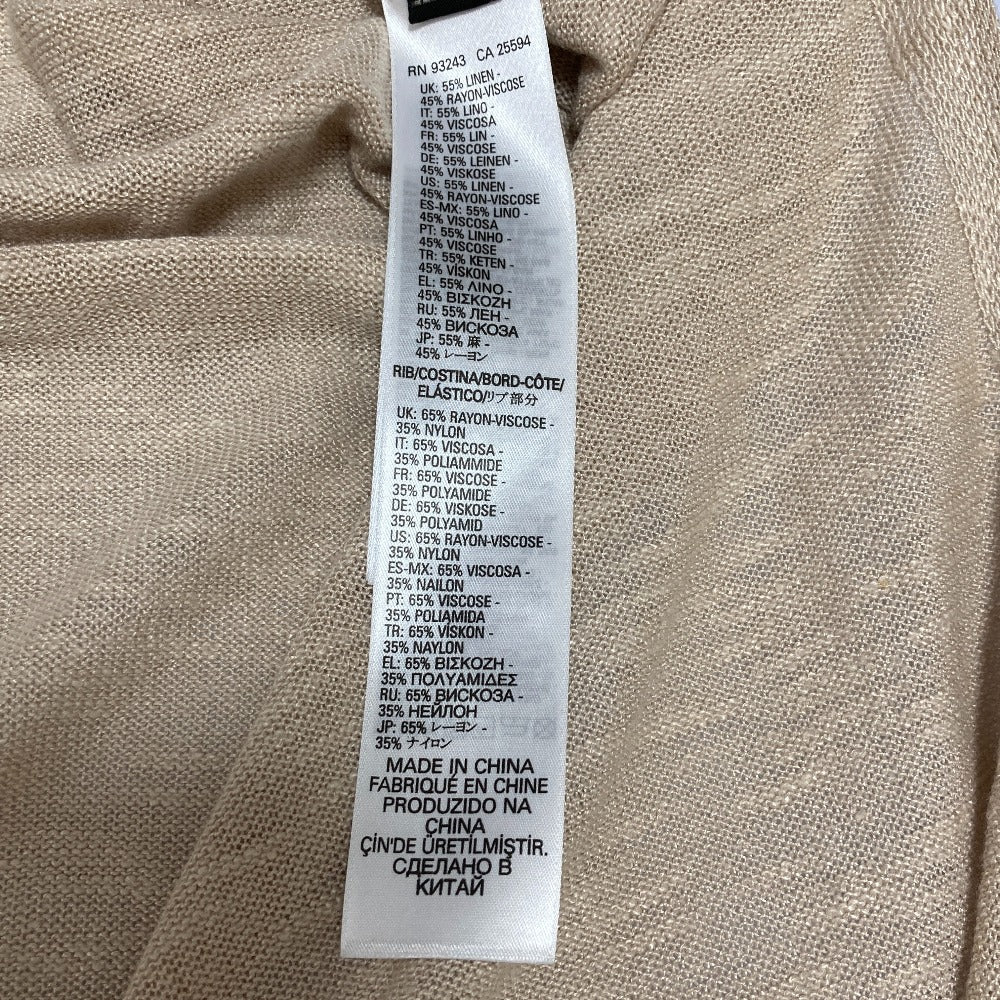 RN 93243 CA 25594
UK: 55% LINEN -
45% RAYON-VISCOSE
IT: 55% LINO -
45% VISCOSA
FR: 55% LIN -
45% VISCOSE
DE: 55% LEINEN -
45% VISKOSE
US: 55% LINEN -
45% RAYON-VISCOSE
ES-MX: 55% LINO -
45% VISCOSA
PT: 55% LINHO -
45% VISCOSE
TR: 55% KETEN -
45% VİSKON
EL: 55% ΛΙΝΟ -
45% ΒΙΣΚΟΖΗ
RU: 55% ЛЕН -
45% ВИСКОЗА
JP: 55% 麻 -
45% レーヨン
RIB/COSTINA/BORD-CÔTE/
ELÁSTICO/リブ部分
UK: 65% RAYON-VISCOSE -
35% NYLON
IT: 65% VISCOSA -
35% POLIAMMIDE
FR: 65% VISCOSE -
35% POLYAMIDE
DE: 65% VISKOSE -
35% POLYAMID
US: 65% RAYON-VISCOSE -
35% NYLON
ES-MX: 65% VISCOSA -
35% NAILON
PT: 65% VISCOSE -
35% POLIAMIDA
TR: 65% VİSKON -
35% NAYLON
EL: 65% ΒΙΣΚΟΖΗ -
35% ΠΟΛΥΑΜΙΔΕΣ
RU: 65% ВИСКОЗА -
35% НЕЙЛОН
JP: 65% レーヨン -
35% ナイロン
MADE IN CHINA
FABRIQUÉ EN CHINE
PRODUZIDO NA
CHINA
ÇİN'DE ÜRETİLMİŞTİR.
СДЕЛАНО В
КИТАЙ